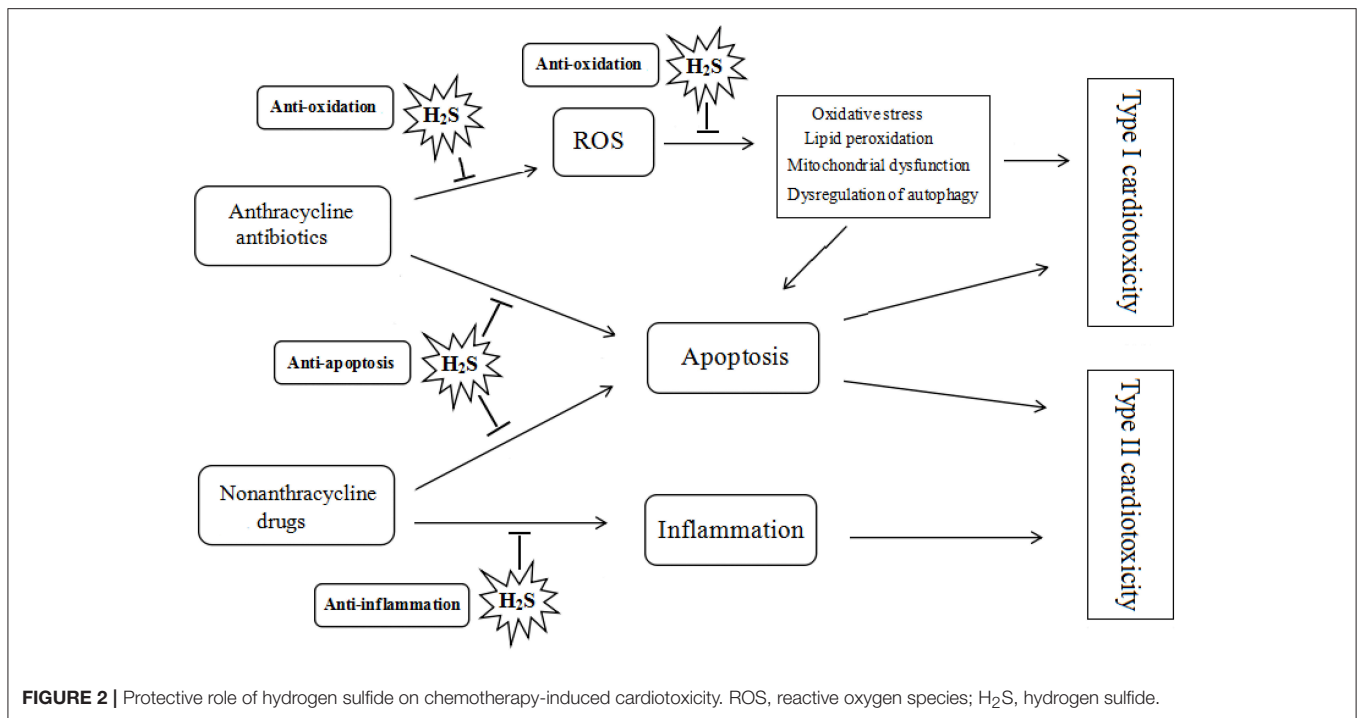 Anti-oxidation
H₂S
Anti-oxidation
H₂S
ROS
Oxidative stress
Lipid peroxidation
Mitochondrial dysfunction
Dysregulation of autophagy
Type I cardiotoxicity
Anthracycline
antibiotics
Anti-apoptosis
H₂S
Apoptosis
Nonanthracycline
drugs
Inflammation
Type II cardiotoxicity
Anti-inflammation
H₂S
FIGURE 2 | Protective role of hydrogen sulfide on chemotherapy-induced cardiotoxicity. ROS, reactive oxygen species; H₂S, hydrogen sulfide.